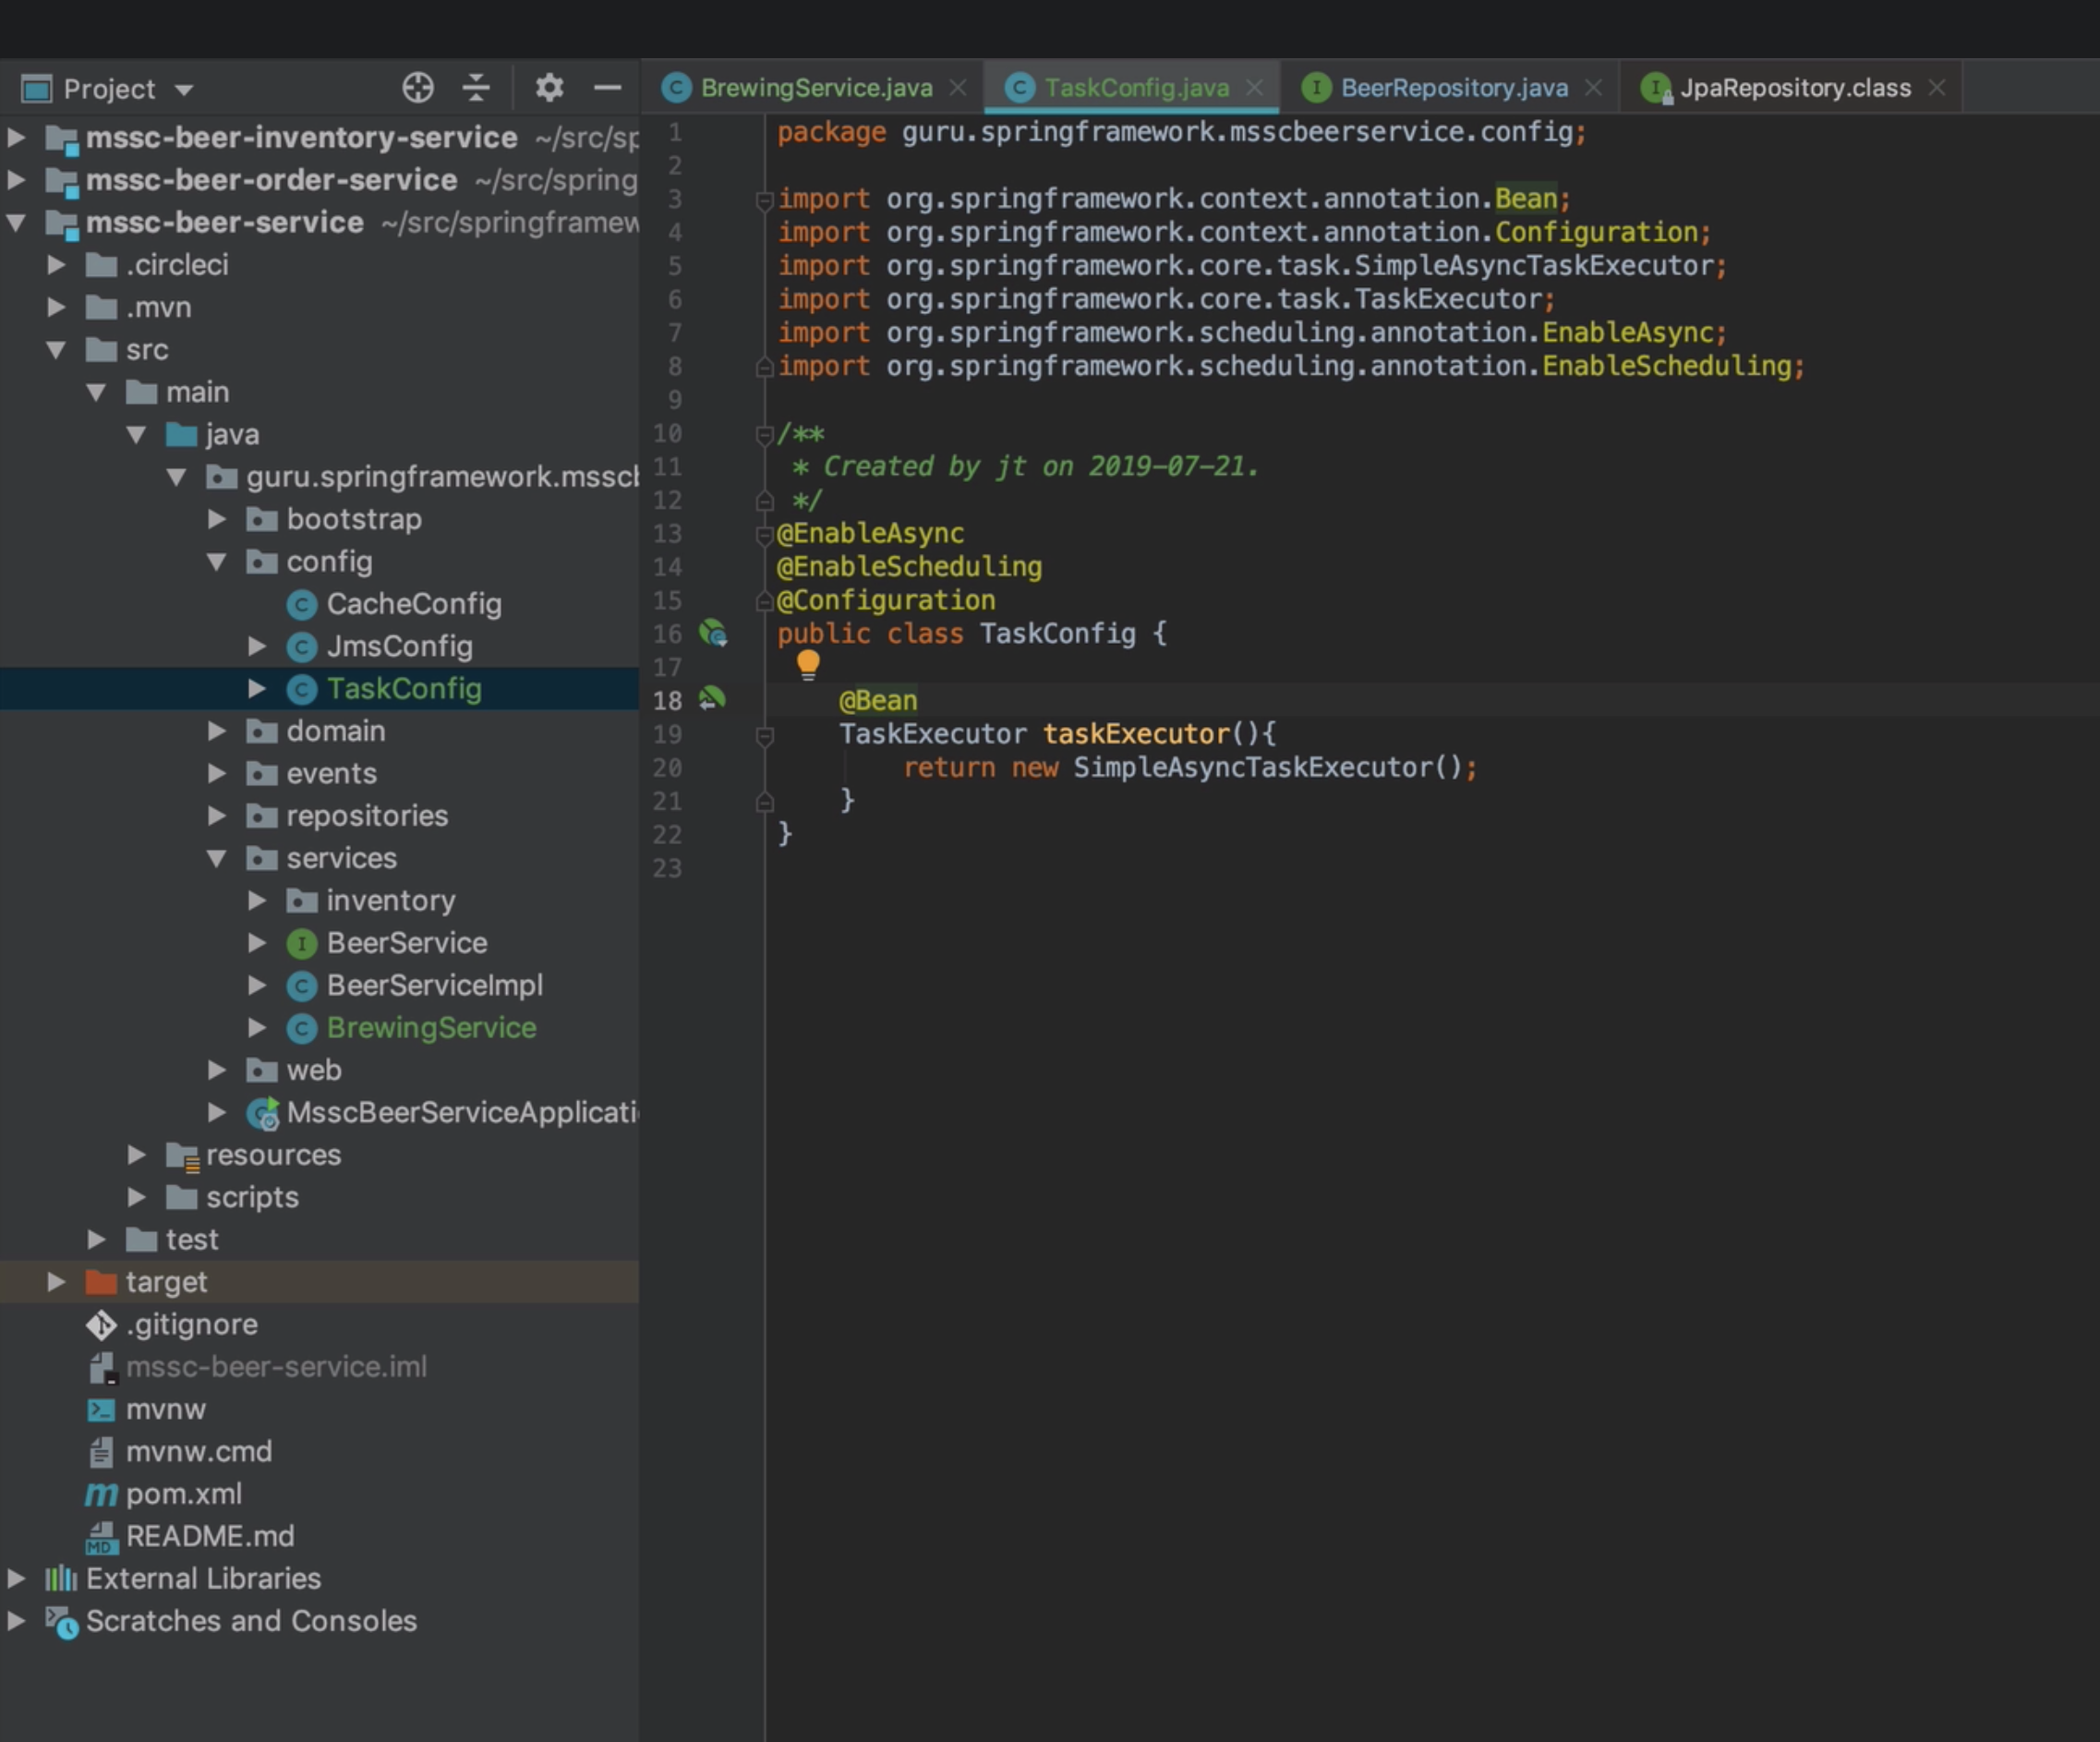 Project
mssc-beer-inventory-service ~/src/sp
mssc-beer-order-service ~/src/spring
mssc-beer-service ~/src/springframew
.circleci
.mvn
src
main
java
guru.springframework.msscb
bootstrap
config
CacheConfig
JmsConfig
TaskConfig
domain
events
repositories
services
inventory
BeerService
BeerServiceImpl
BrewingService
web
MsscBeerServiceApplicati
resources
scripts
test
target
.gitignore
mssc-beer-service.iml
mvnw
mvnw.cmd
pom.xml
README.md
External Libraries
Scratches and Consoles
BrewingService.java TaskConfig.java BeerRepository.java JpaRepository.class
1 package guru.springframework.msscbeerservice.config;
2
3 import org.springframework.context.annotation.Bean;
4 import org.springframework.context.annotation.Configuration;
5 import org.springframework.core.task.SimpleAsyncTaskExecutor;
6 import org.springframework.core.task.TaskExecutor;
7 import org.springframework.scheduling.annotation.EnableAsync;
8 import org.springframework.scheduling.annotation.EnableScheduling;
9
10 /**
11 * Created by jt on 2019-07-21.
12 */
13 @EnableAsync
14 @EnableScheduling
15 @Configuration
16 public class TaskConfig {
17
18 @Bean
19 TaskExecutor taskExecutor(){
20 return new SimpleAsyncTaskExecutor();
21 }
22 }
23